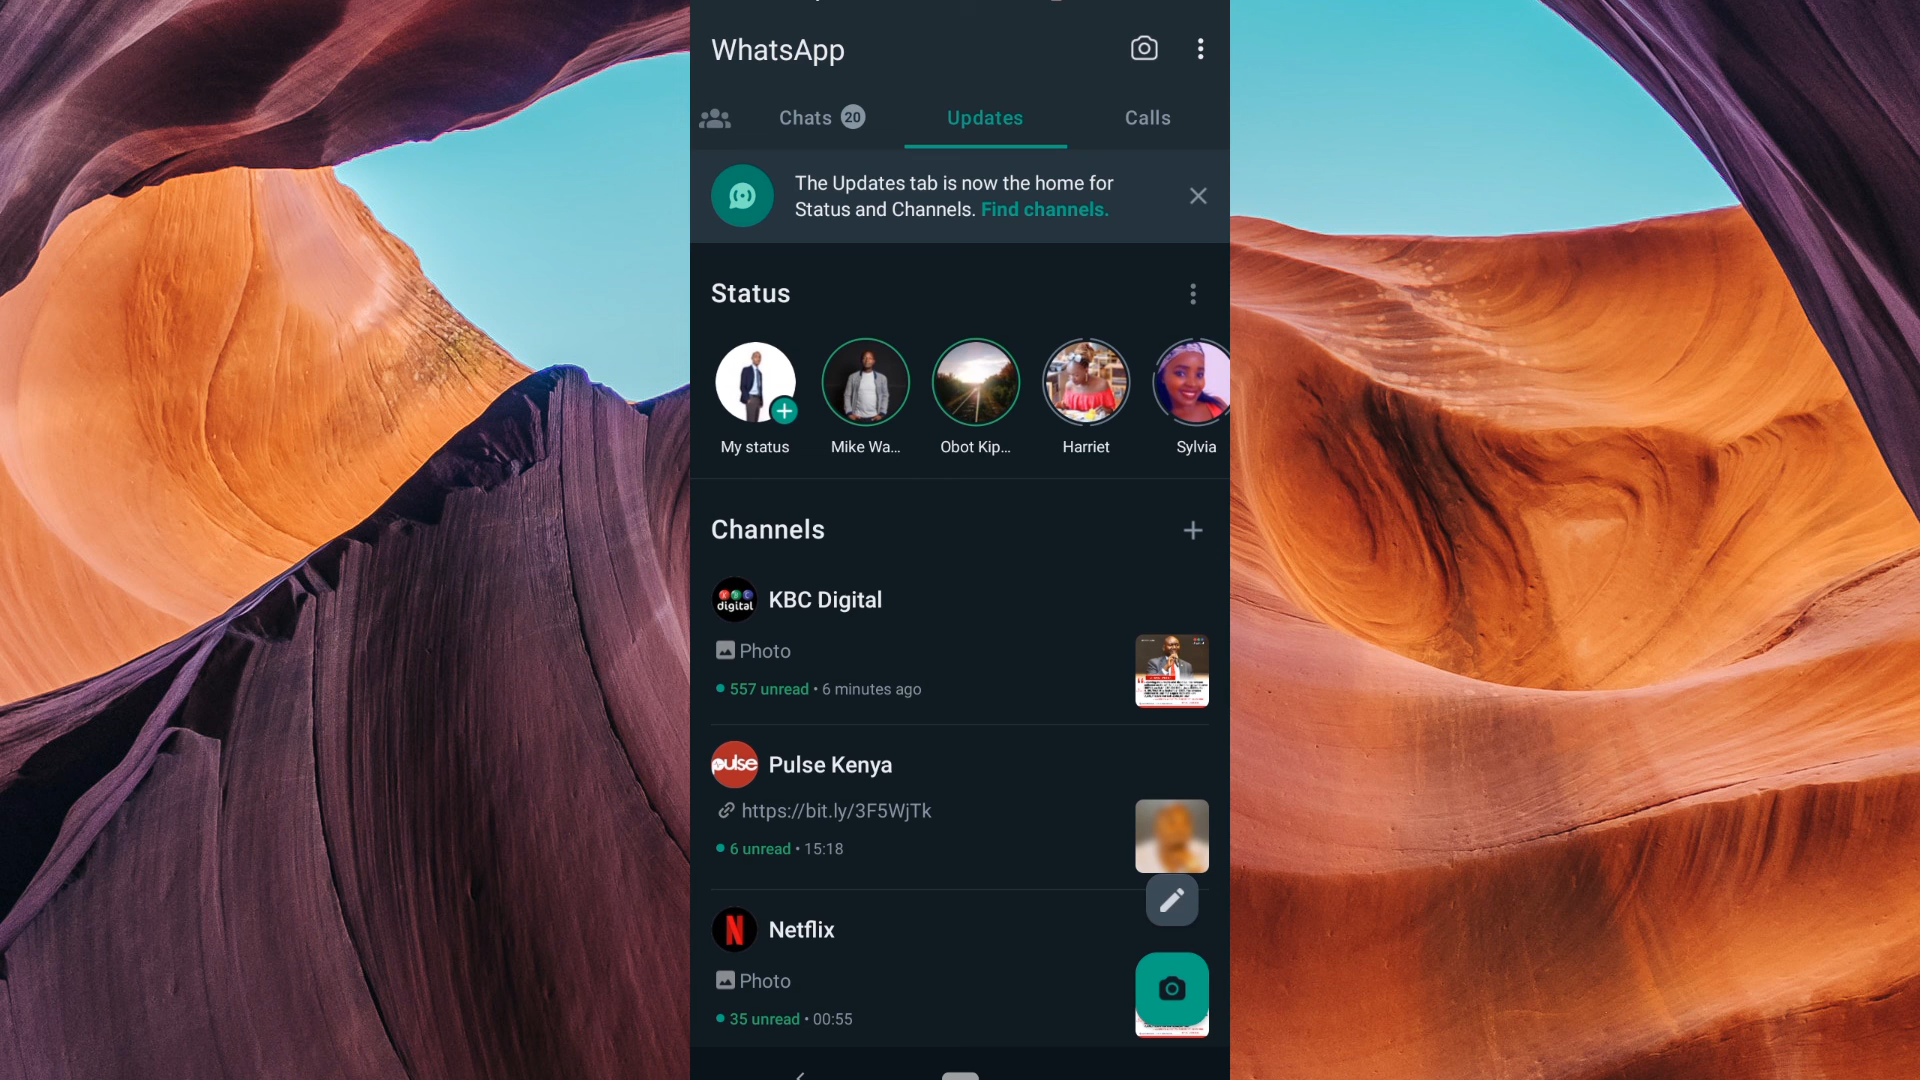 WhatsApp
Chats 20
Updates
Calls
The Updates tab is now the home for
Status and Channels. Find channels.
Status
My status
Mike Wa...
Obot Kip...
Harriet
Sylvia
Channels
digital
KBC Digital
Photo
• 557 unread • 6 minutes ago
pulse
Pulse Kenya
https://bit.ly/3F5WjTk
• 6 unread • 15:18
N
Netflix
Photo
• 35 unread • 00:55